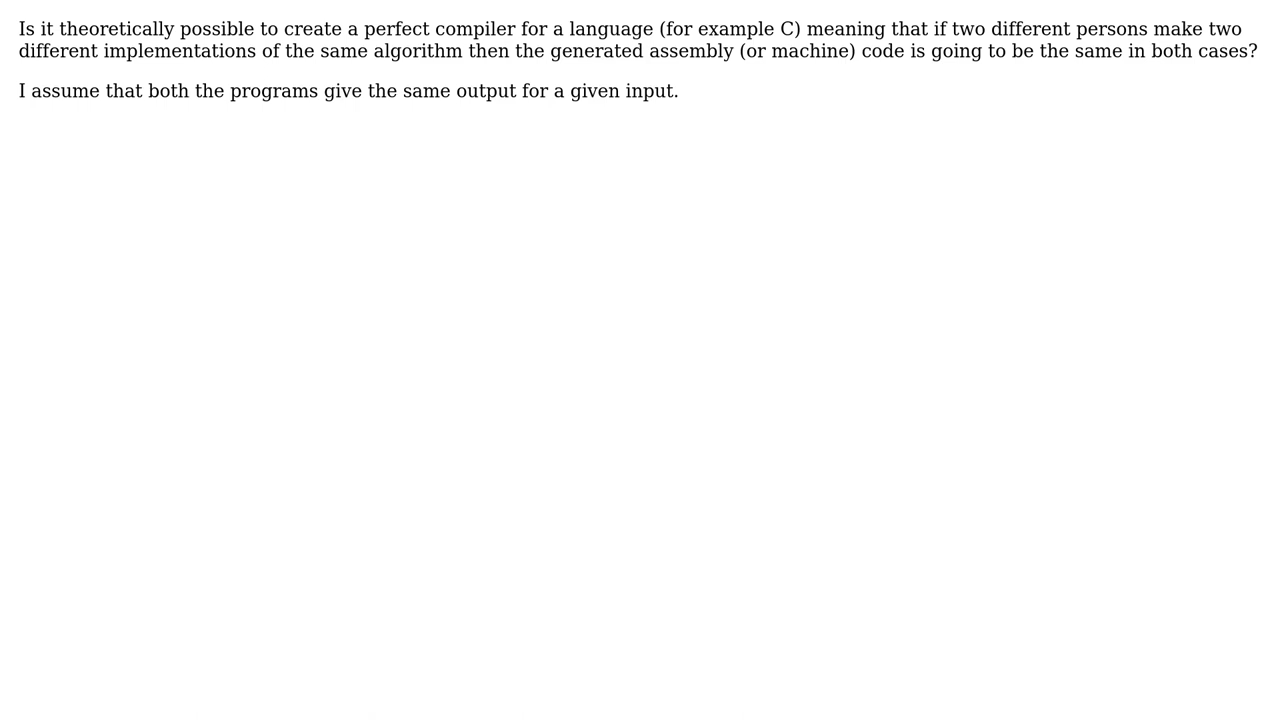 Is it theoretically possible to create a perfect compiler for a language (for example C) meaning that if two different persons make two
different implementations of the same algorithm then the generated assembly (or machine) code is going to be the same in both cases?
I assume that both the programs give the same output for a given input.